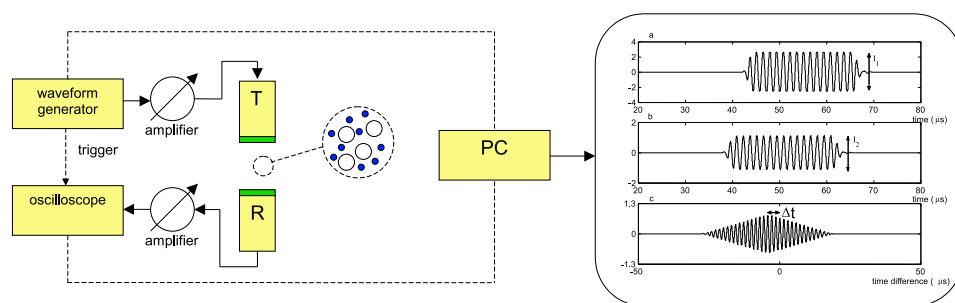 waveform
generator
amplifier
T
trigger
oscilloscope
amplifier
R
PC
a
4
2
0
-2
-4
I1
20 30 40 50 60 70 80
time (μs)
b
2
0
2
I2
20 30 40 50 60 70 80
time (μs)
c
1.3
0
-1.3
Δt
-50 0 50
time difference ( μs)